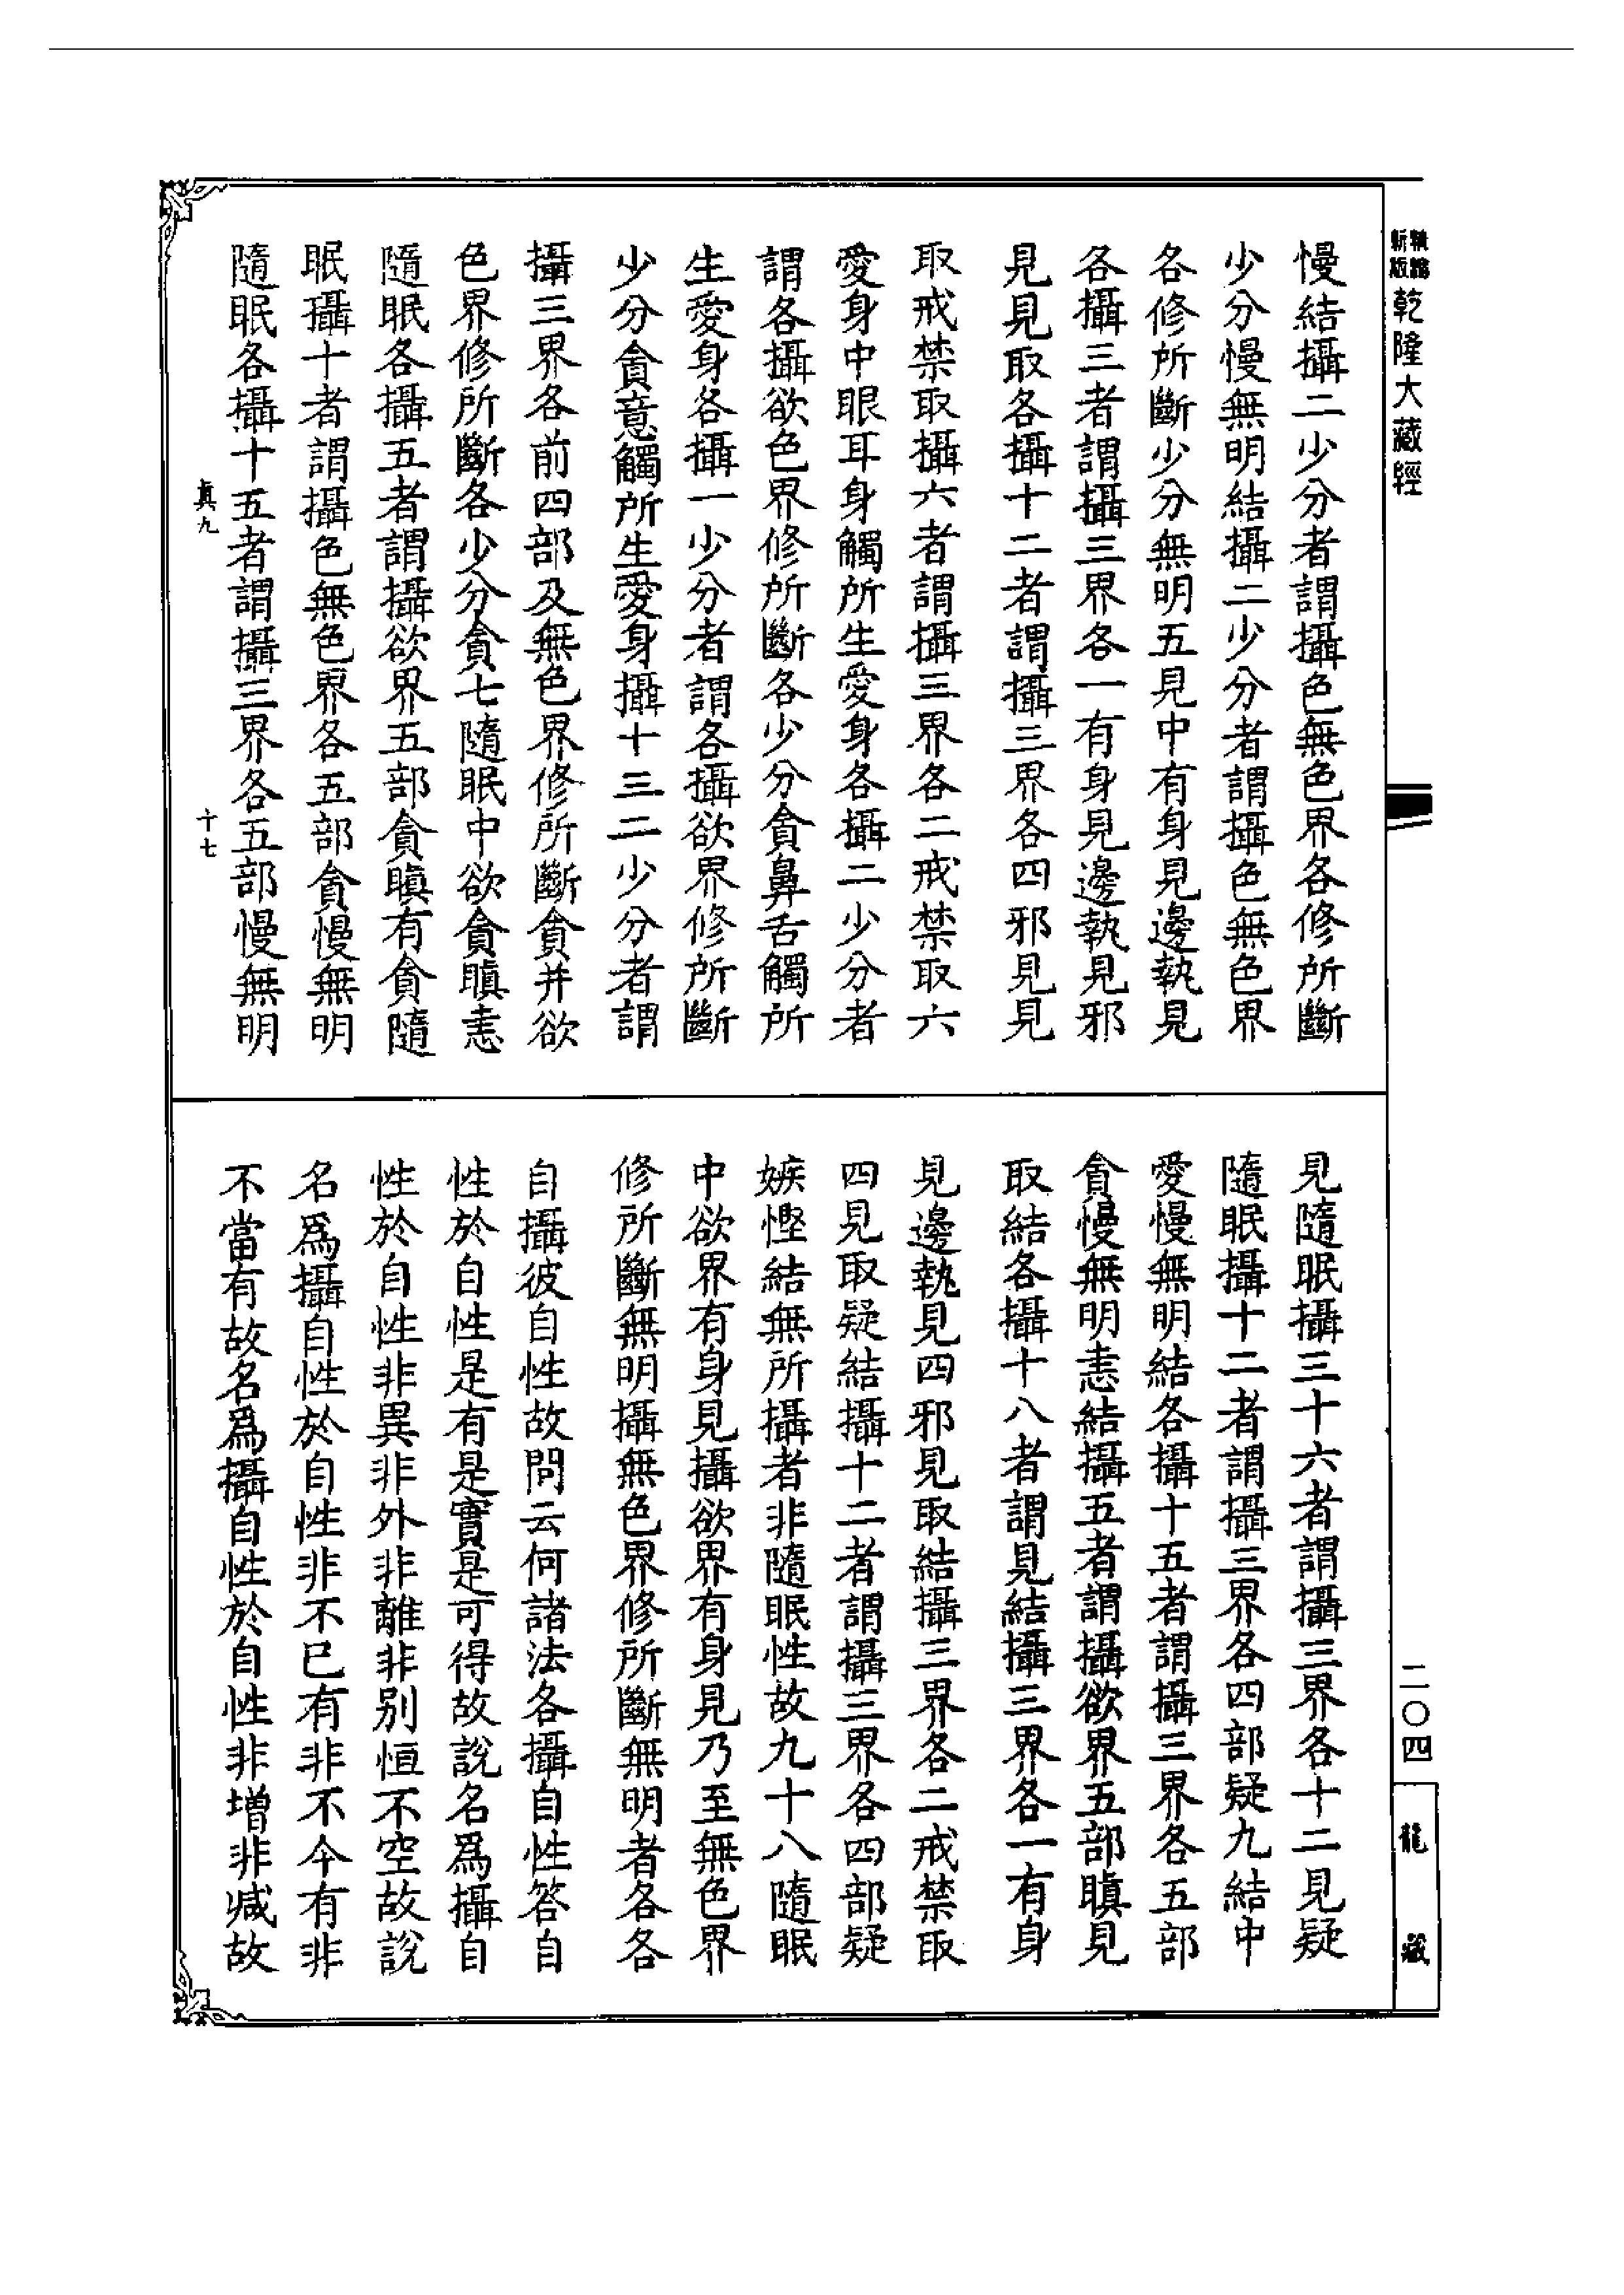 精編
新版
乾隆大藏經
慢結攝二少分者謂攝色無色界各修所斷
少分慢無明結攝二少分者謂攝色無色界
各修所斷少分無明五見中有身見邊執見
各攝三者謂攝三界各一有身見邊執見邪
見見取各攝十二者謂攝三界各四邪見見
取戒禁取攝六者謂攝三界各二戒禁取六
愛身中眼耳身觸所生愛身各攝二少分者
謂各攝欲色界修所斷各少分貪鼻舌觸所
生愛身各攝一少分者謂各攝欲界修所斷
少分貪意觸所生愛身攝十三二少分者謂
攝三界各前四部及無色界修所斷貪并欲
色界修所斷各少分貪七隨眠中欲貪瞋恚
隨眠各攝五者謂攝欲界五部貪瞋有貪隨
眠攝十者謂攝色無色界各五部貪慢無明
隨眠各攝十五者謂攝三界各五部慢無明
真九
十七
見隨眠攝三十六者謂攝三界各十二見疑
隨眠攝十二者謂攝三界各四部疑九結中
愛慢無明結各攝十五者謂攝三界各五部
貪慢無明恚結攝五者謂攝欲界五部瞋見
取結各攝十八者謂見結攝三界各一有身
見邊執見四邪見取結攝三界各二戒禁取
四見取疑結攝十二者謂攝三界各四部疑
嫉慳結無所攝者非隨眠性故九十八隨眠
中欲界有身見攝欲界有身見乃至無色界
修所斷無明攝無色界修所斷無明者各各
自攝彼自性故問云何諸法各攝自性答自
性於自性是有是實是可得故說名爲攝自
性於自性非異非外非離非别恒不空故說
名爲攝自性於自性非不已有非不今有非
不當有故名爲攝自性於自性非增非減故
二〇四
龍藏